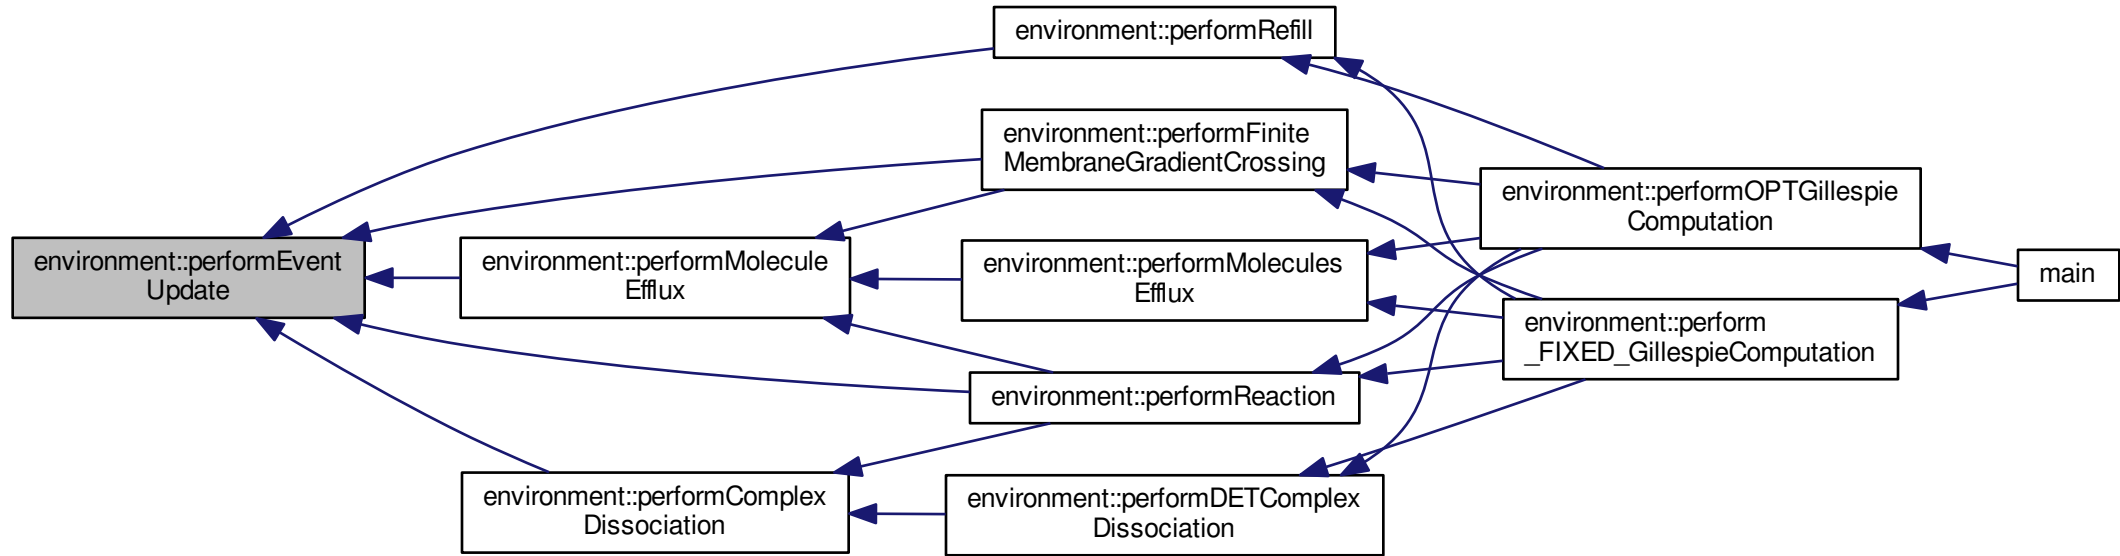 environment::performRefill
environment::performFinite
MembraneGradientCrossing
environment::performOPTGillespie
Computation
environment::performEvent
Update
environment::performMolecule
Efflux
environment::performMolecules
Efflux
main
environment::perform
_FIXED_GillespieComputation
environment::performReaction
environment::performComplex
Dissociation
environment::performDETComplex
Dissociation